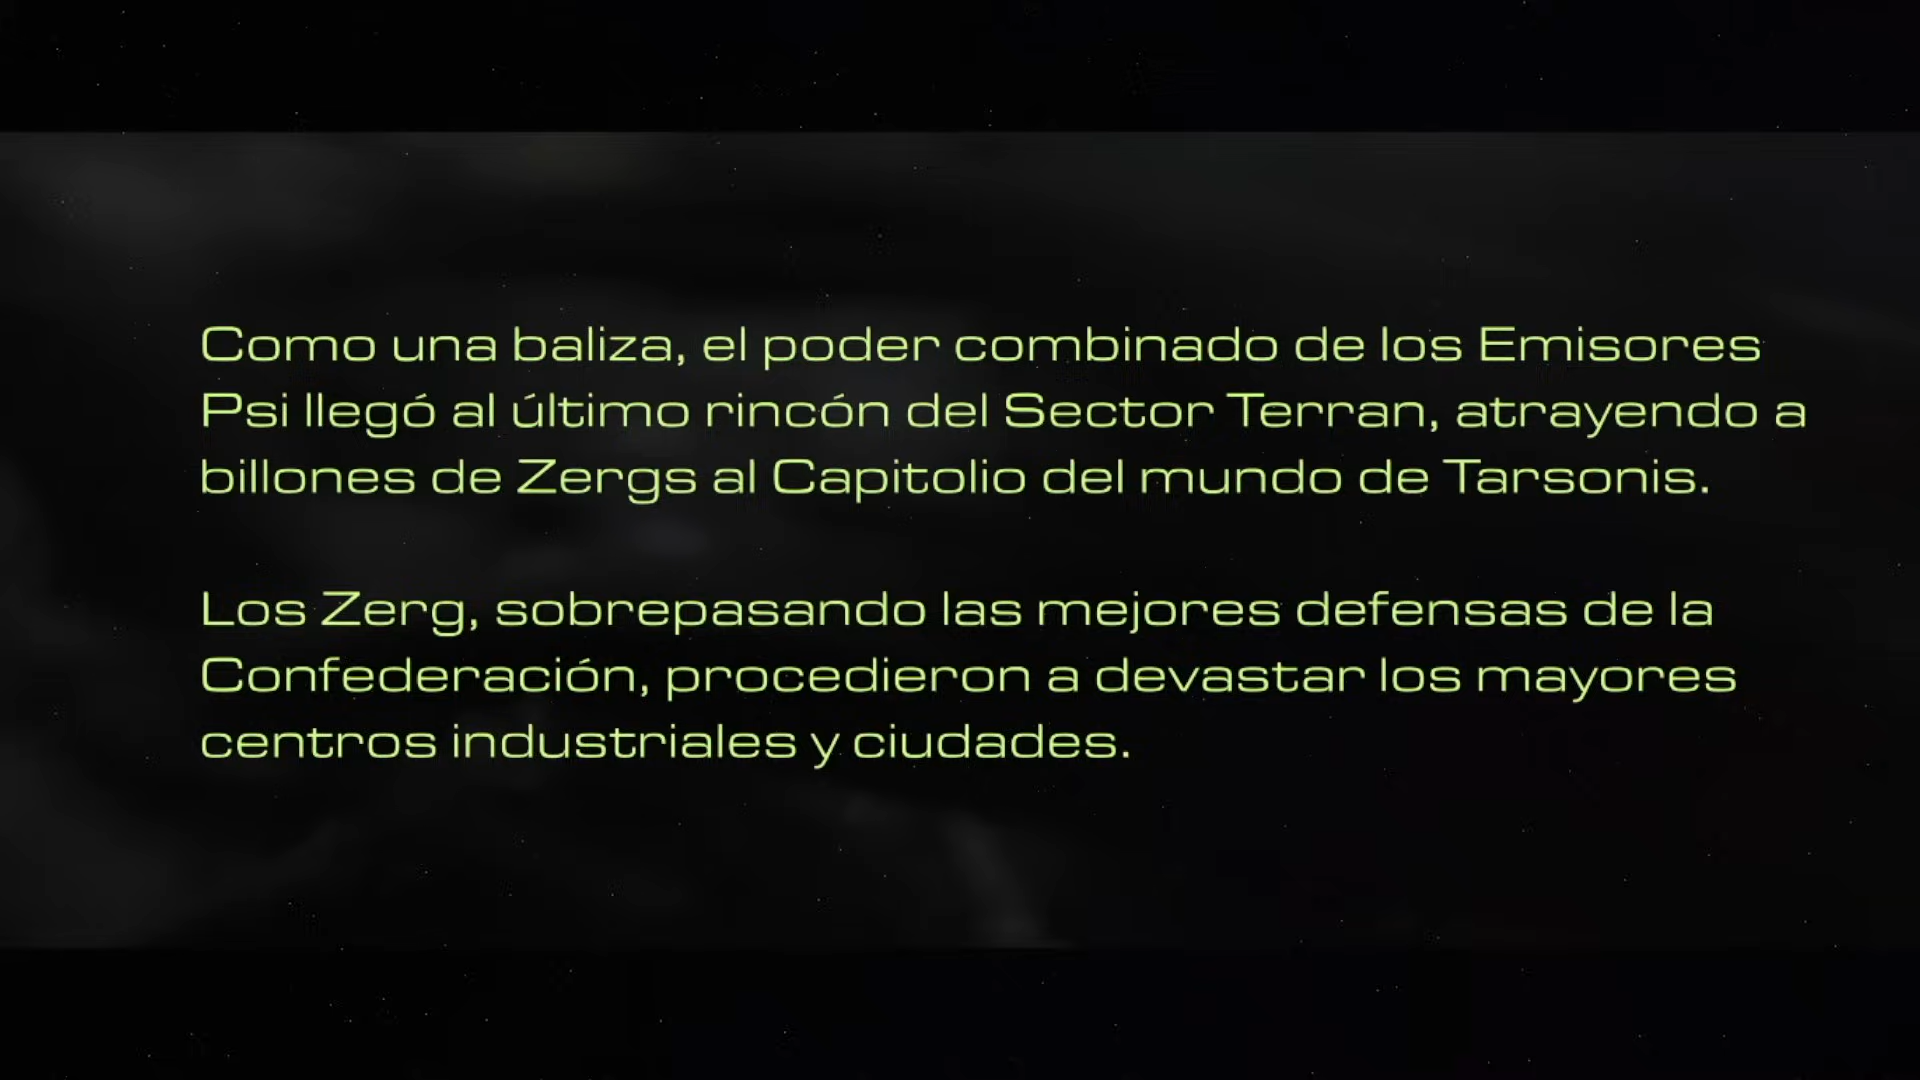 Como una baliza, el poder combinado de los Emisores
Psi llegó al último rincón del Sector Terran, atrayendo a
billones de Zergs al Capitolio del mundo de Tarsonis.
Los Zerg, sobrepasando las mejores defensas de la
Confederación, procedieron a devastar los mayores
centros industriales y ciudades.